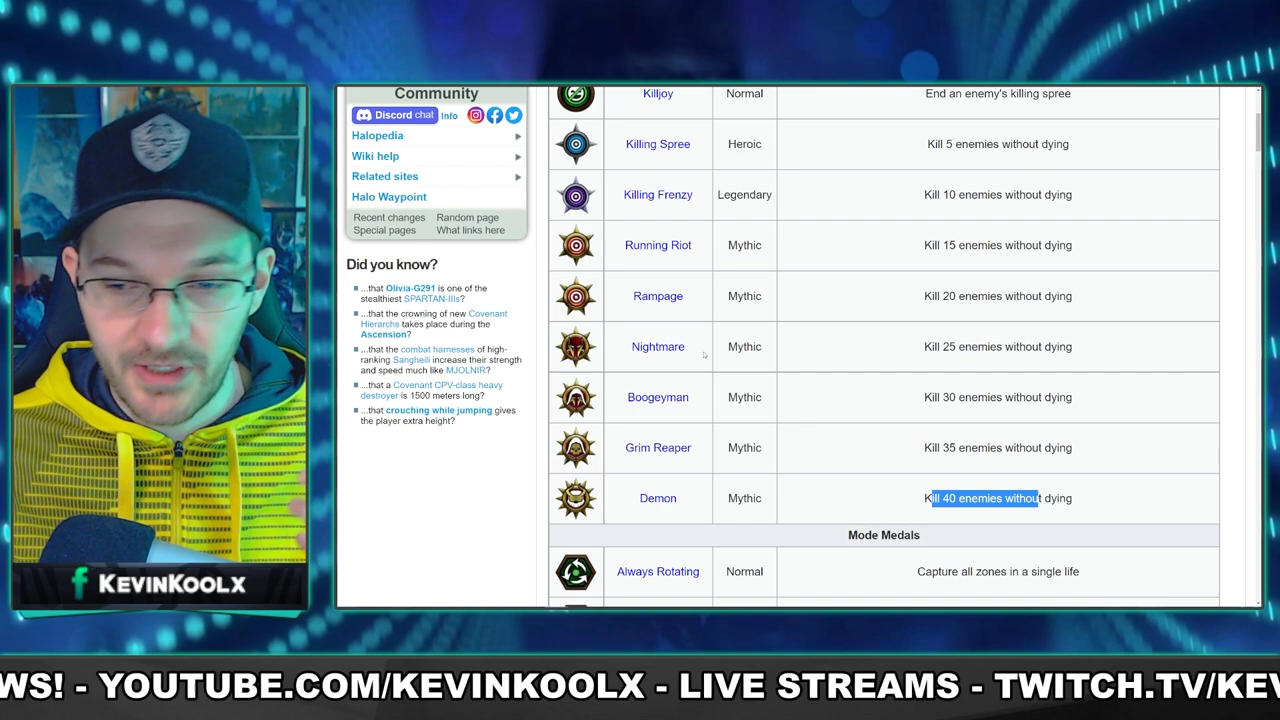 Community
Discord chat Info
Halopedia
Wiki help
Related sites
Halo Waypoint
Recent changes Random page
Special pages What links here
Did you know?
...that Olivia-G291 is one of the
stealthiest SPARTAN-IIIs?
...that the crowning of new Covenant
Hierarchs takes place during the
Ascension?
...that the combat harnesses of high-
ranking Sangheili increase their strength
and speed much like MJOLNIR?
...that a Covenant CPV-class heavy
destroyer is 1500 meters long?
...that crouching while jumping gives
the player extra height?
Killjoy Normal End an enemy's killing spree
Killing Spree Heroic Kill 5 enemies without dying
Killing Frenzy Legendary Kill 10 enemies without dying
Running Riot Mythic Kill 15 enemies without dying
Rampage Mythic Kill 20 enemies without dying
Nightmare Mythic Kill 25 enemies without dying
Boogeyman Mythic Kill 30 enemies without dying
Grim Reaper Mythic Kill 35 enemies without dying
Demon Mythic Kill 40 enemies without dying
Mode Medals
Always Rotating Normal Capture all zones in a single life
f KEVINKOOLX
WS! - YOUTUBE.COM/KEVINKOOLX - LIVE STREAMS - TWITCH.TV/KEV